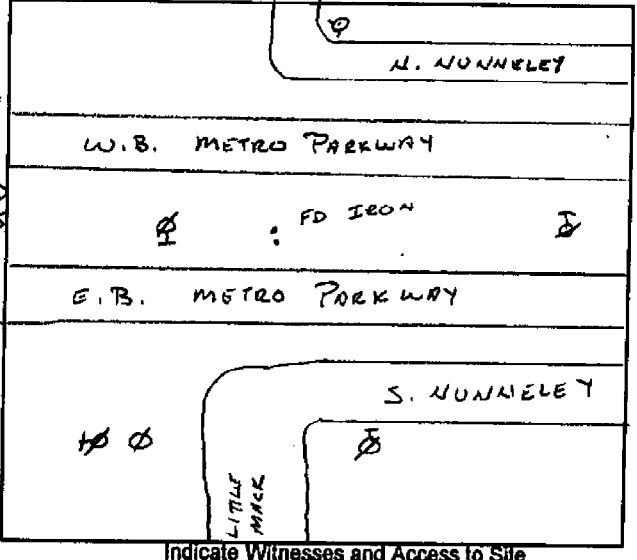 N. NUNNELEY
W.B. METRO PARKWAY
FD IRON
E.B. METRO PARKWAY
S. NUNNELEY
LITTLE
MACK
Indicate Witnesses and Access to Site